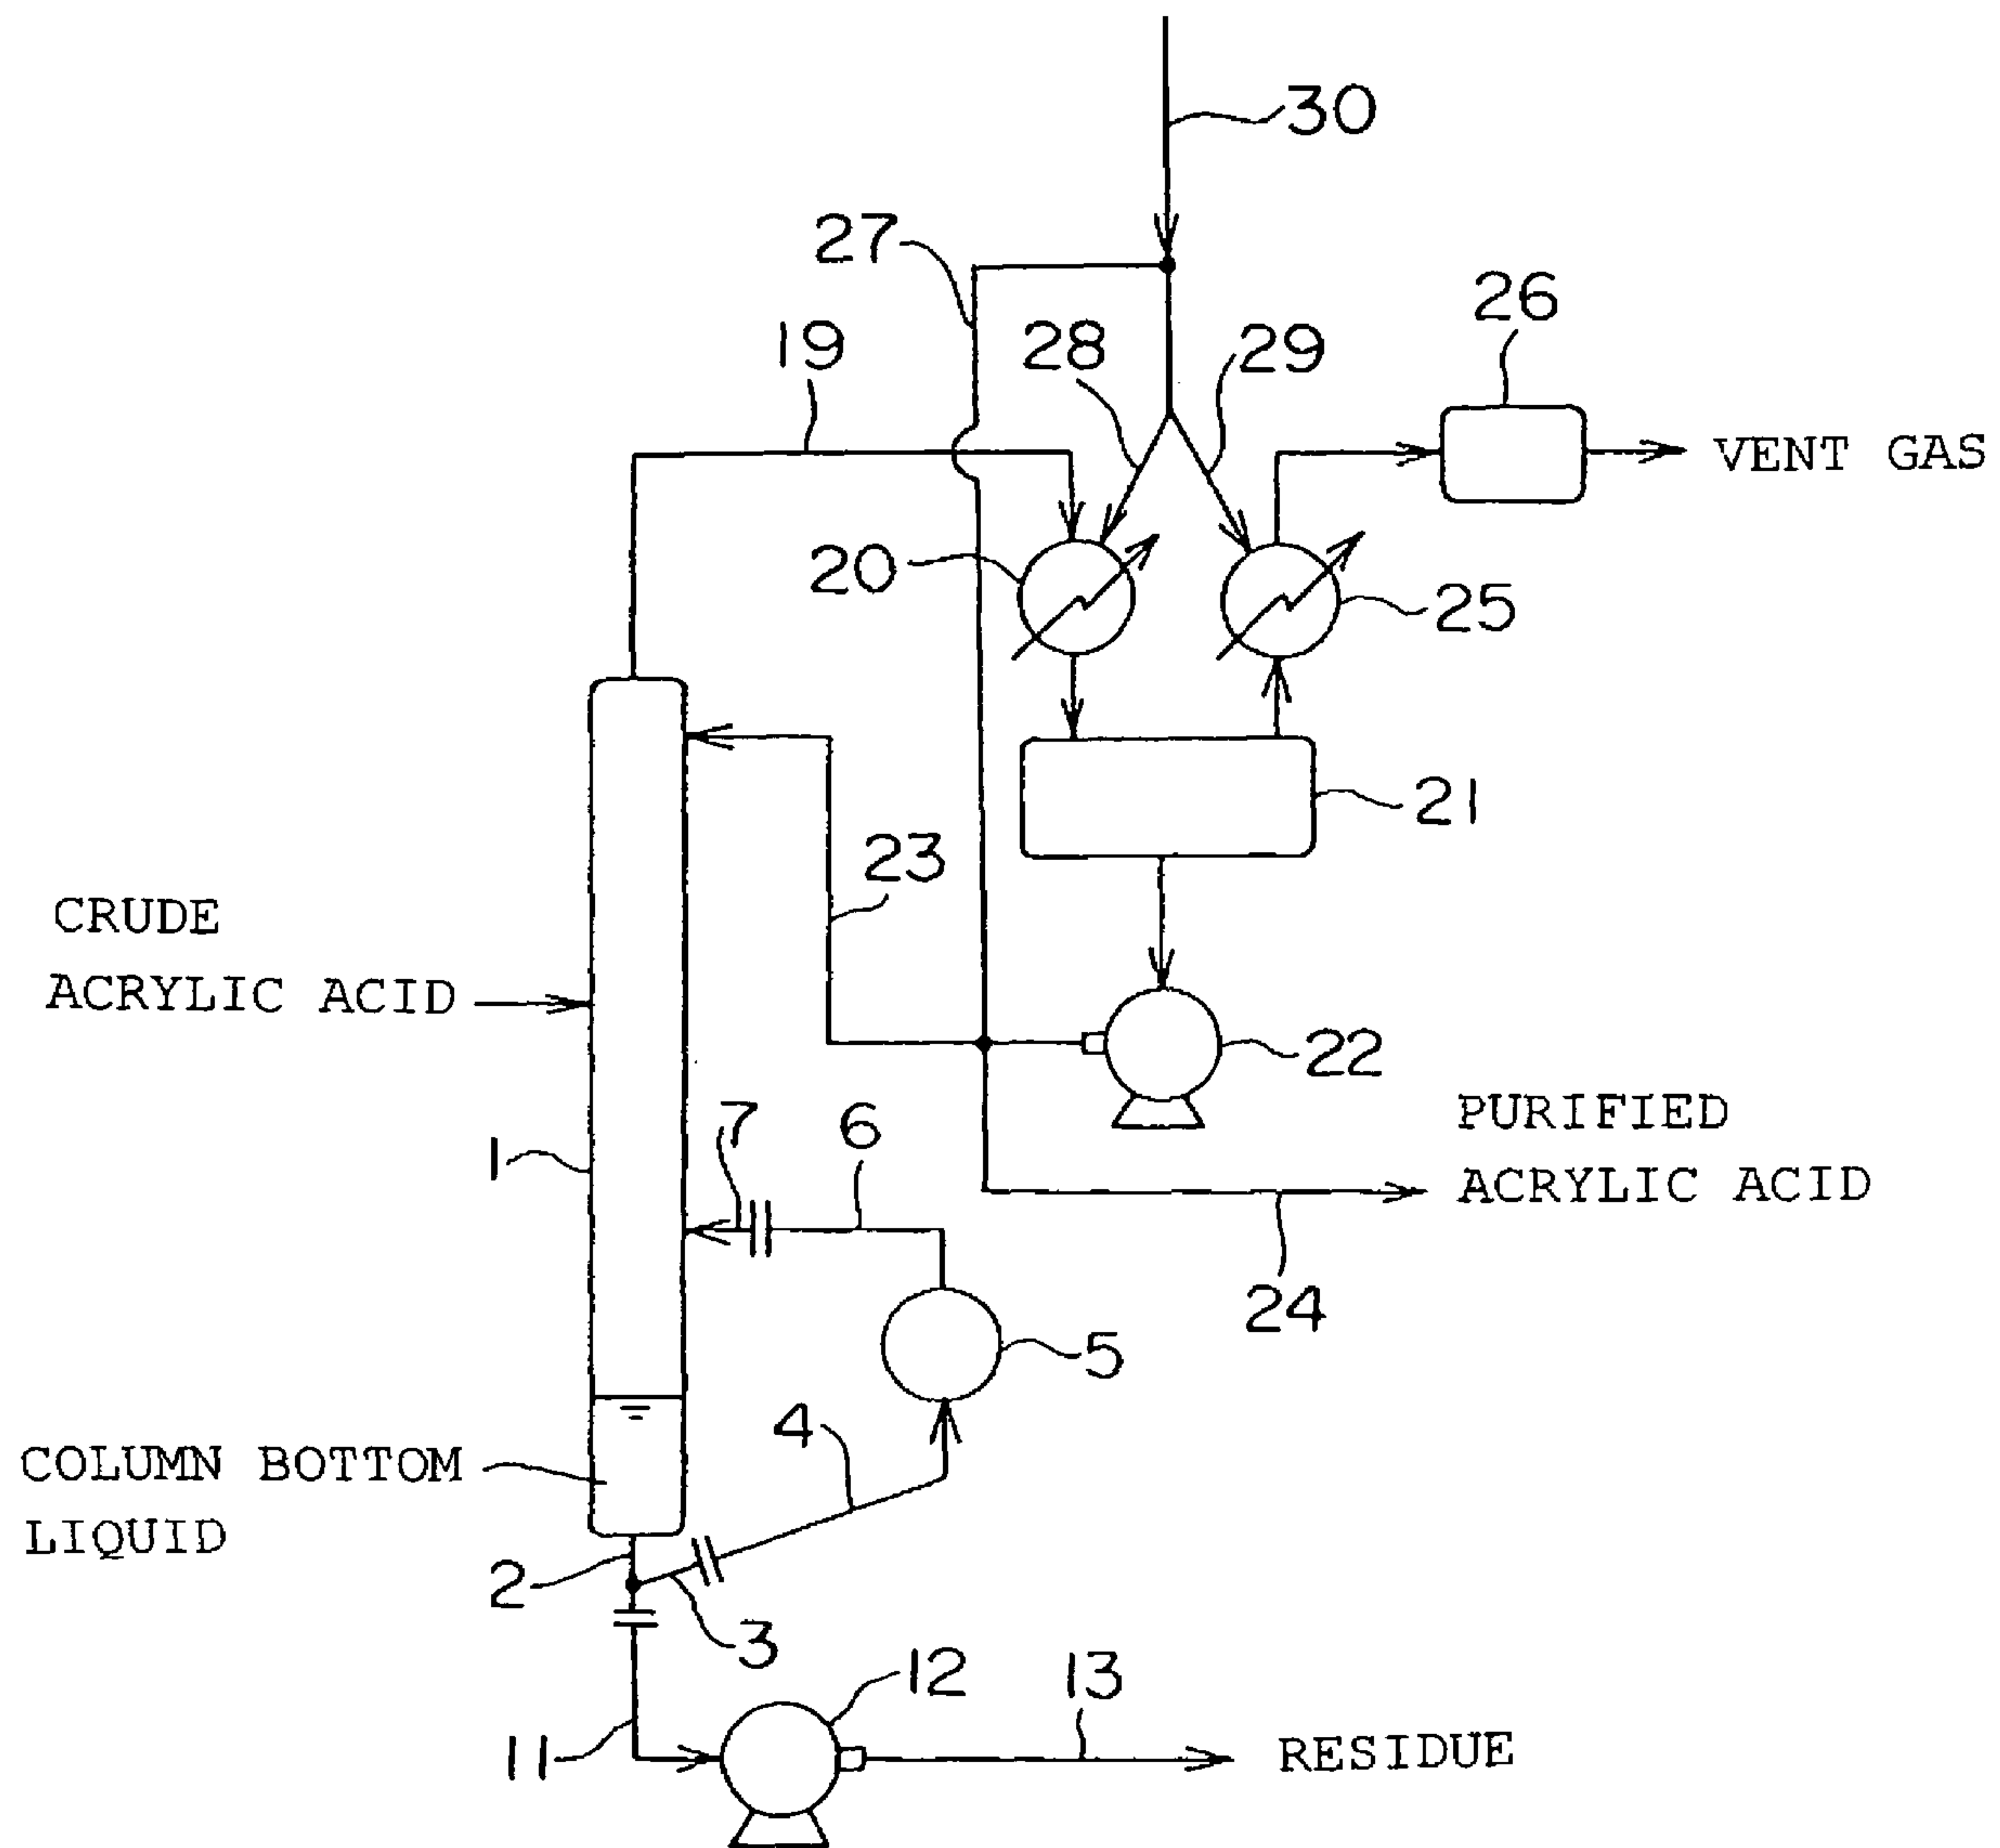 30
27
26
28
29
19
VENT GAS
20
25
21
23
CRUDE
ACRYLIC ACID
22
PURIFIED
ACRYLIC ACID
7
6
1
24
5
4
COLUMN BOTTOM
LIQUID
2
3
12
13
11
RESIDUE